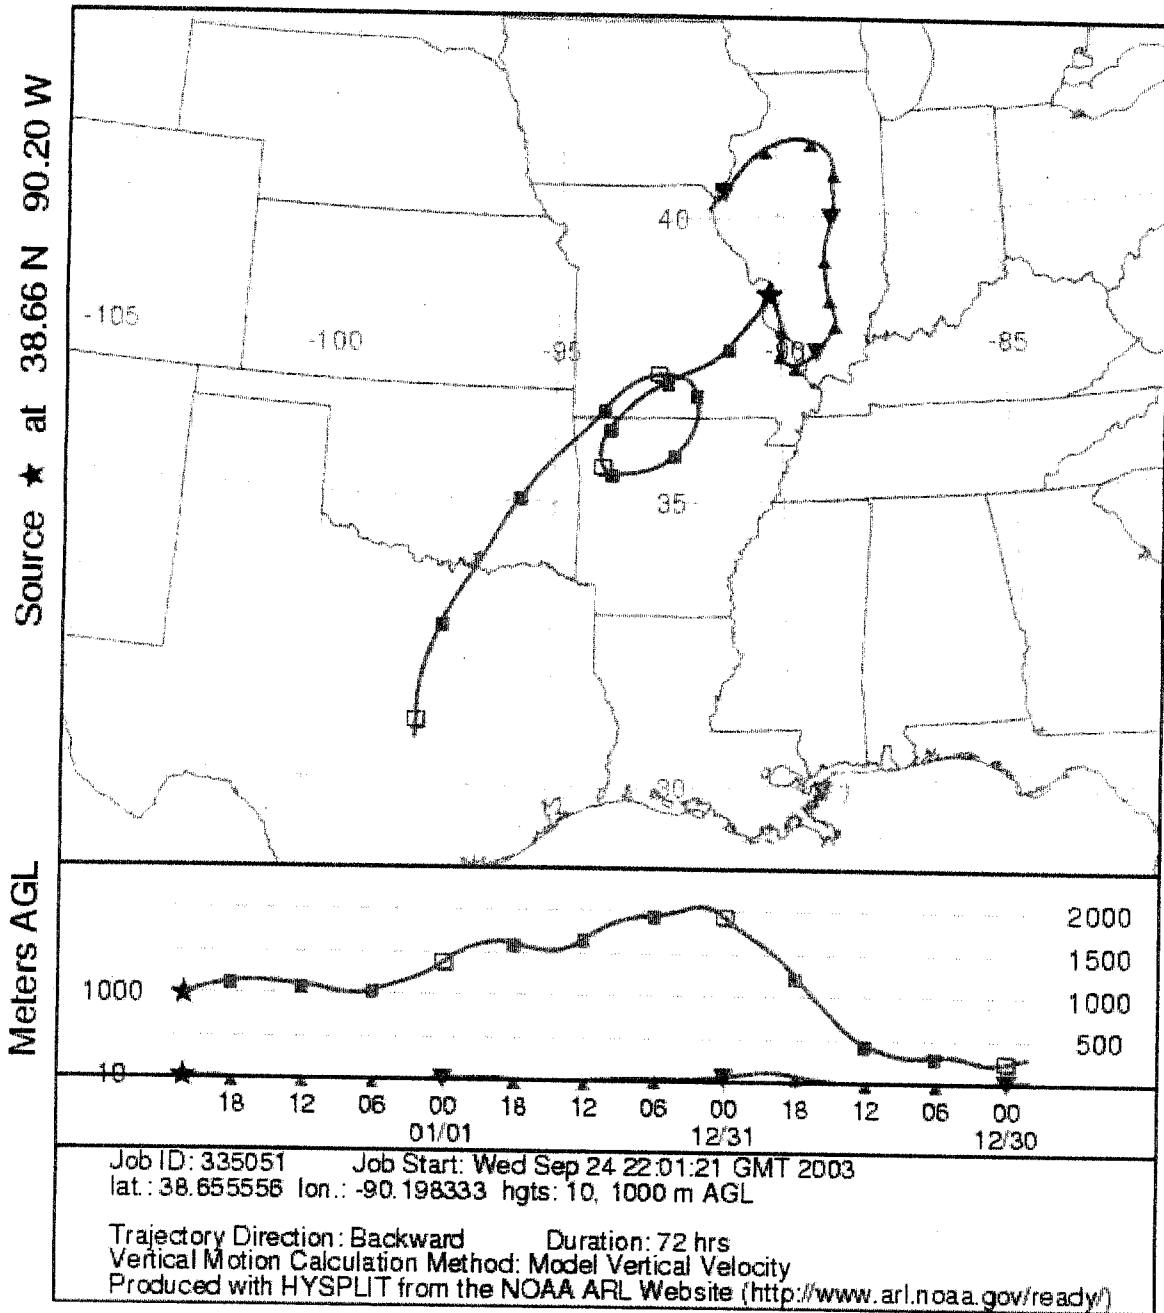 Source ★ at 38.66 N 90.20 W
40
-105
-100
-95
-90
-85
35
30
Meters AGL
2000
1500
1000
1000
500
10
18 12 06 00 18 12 06 00 18 12 06 00
01/01 12/31 12/30
Job ID: 335051 Job Start: Wed Sep 24 22:01:21 GMT 2003
lat.: 38.655556 lon.: -90.198333 hgts: 10, 1000 m AGL
Trajectory Direction: Backward Duration: 72 hrs
Vertical Motion Calculation Method: Model Vertical Velocity
Produced with HYSPLIT from the NOAA ARL Website (http://www.arl.noaa.gov/ready/)